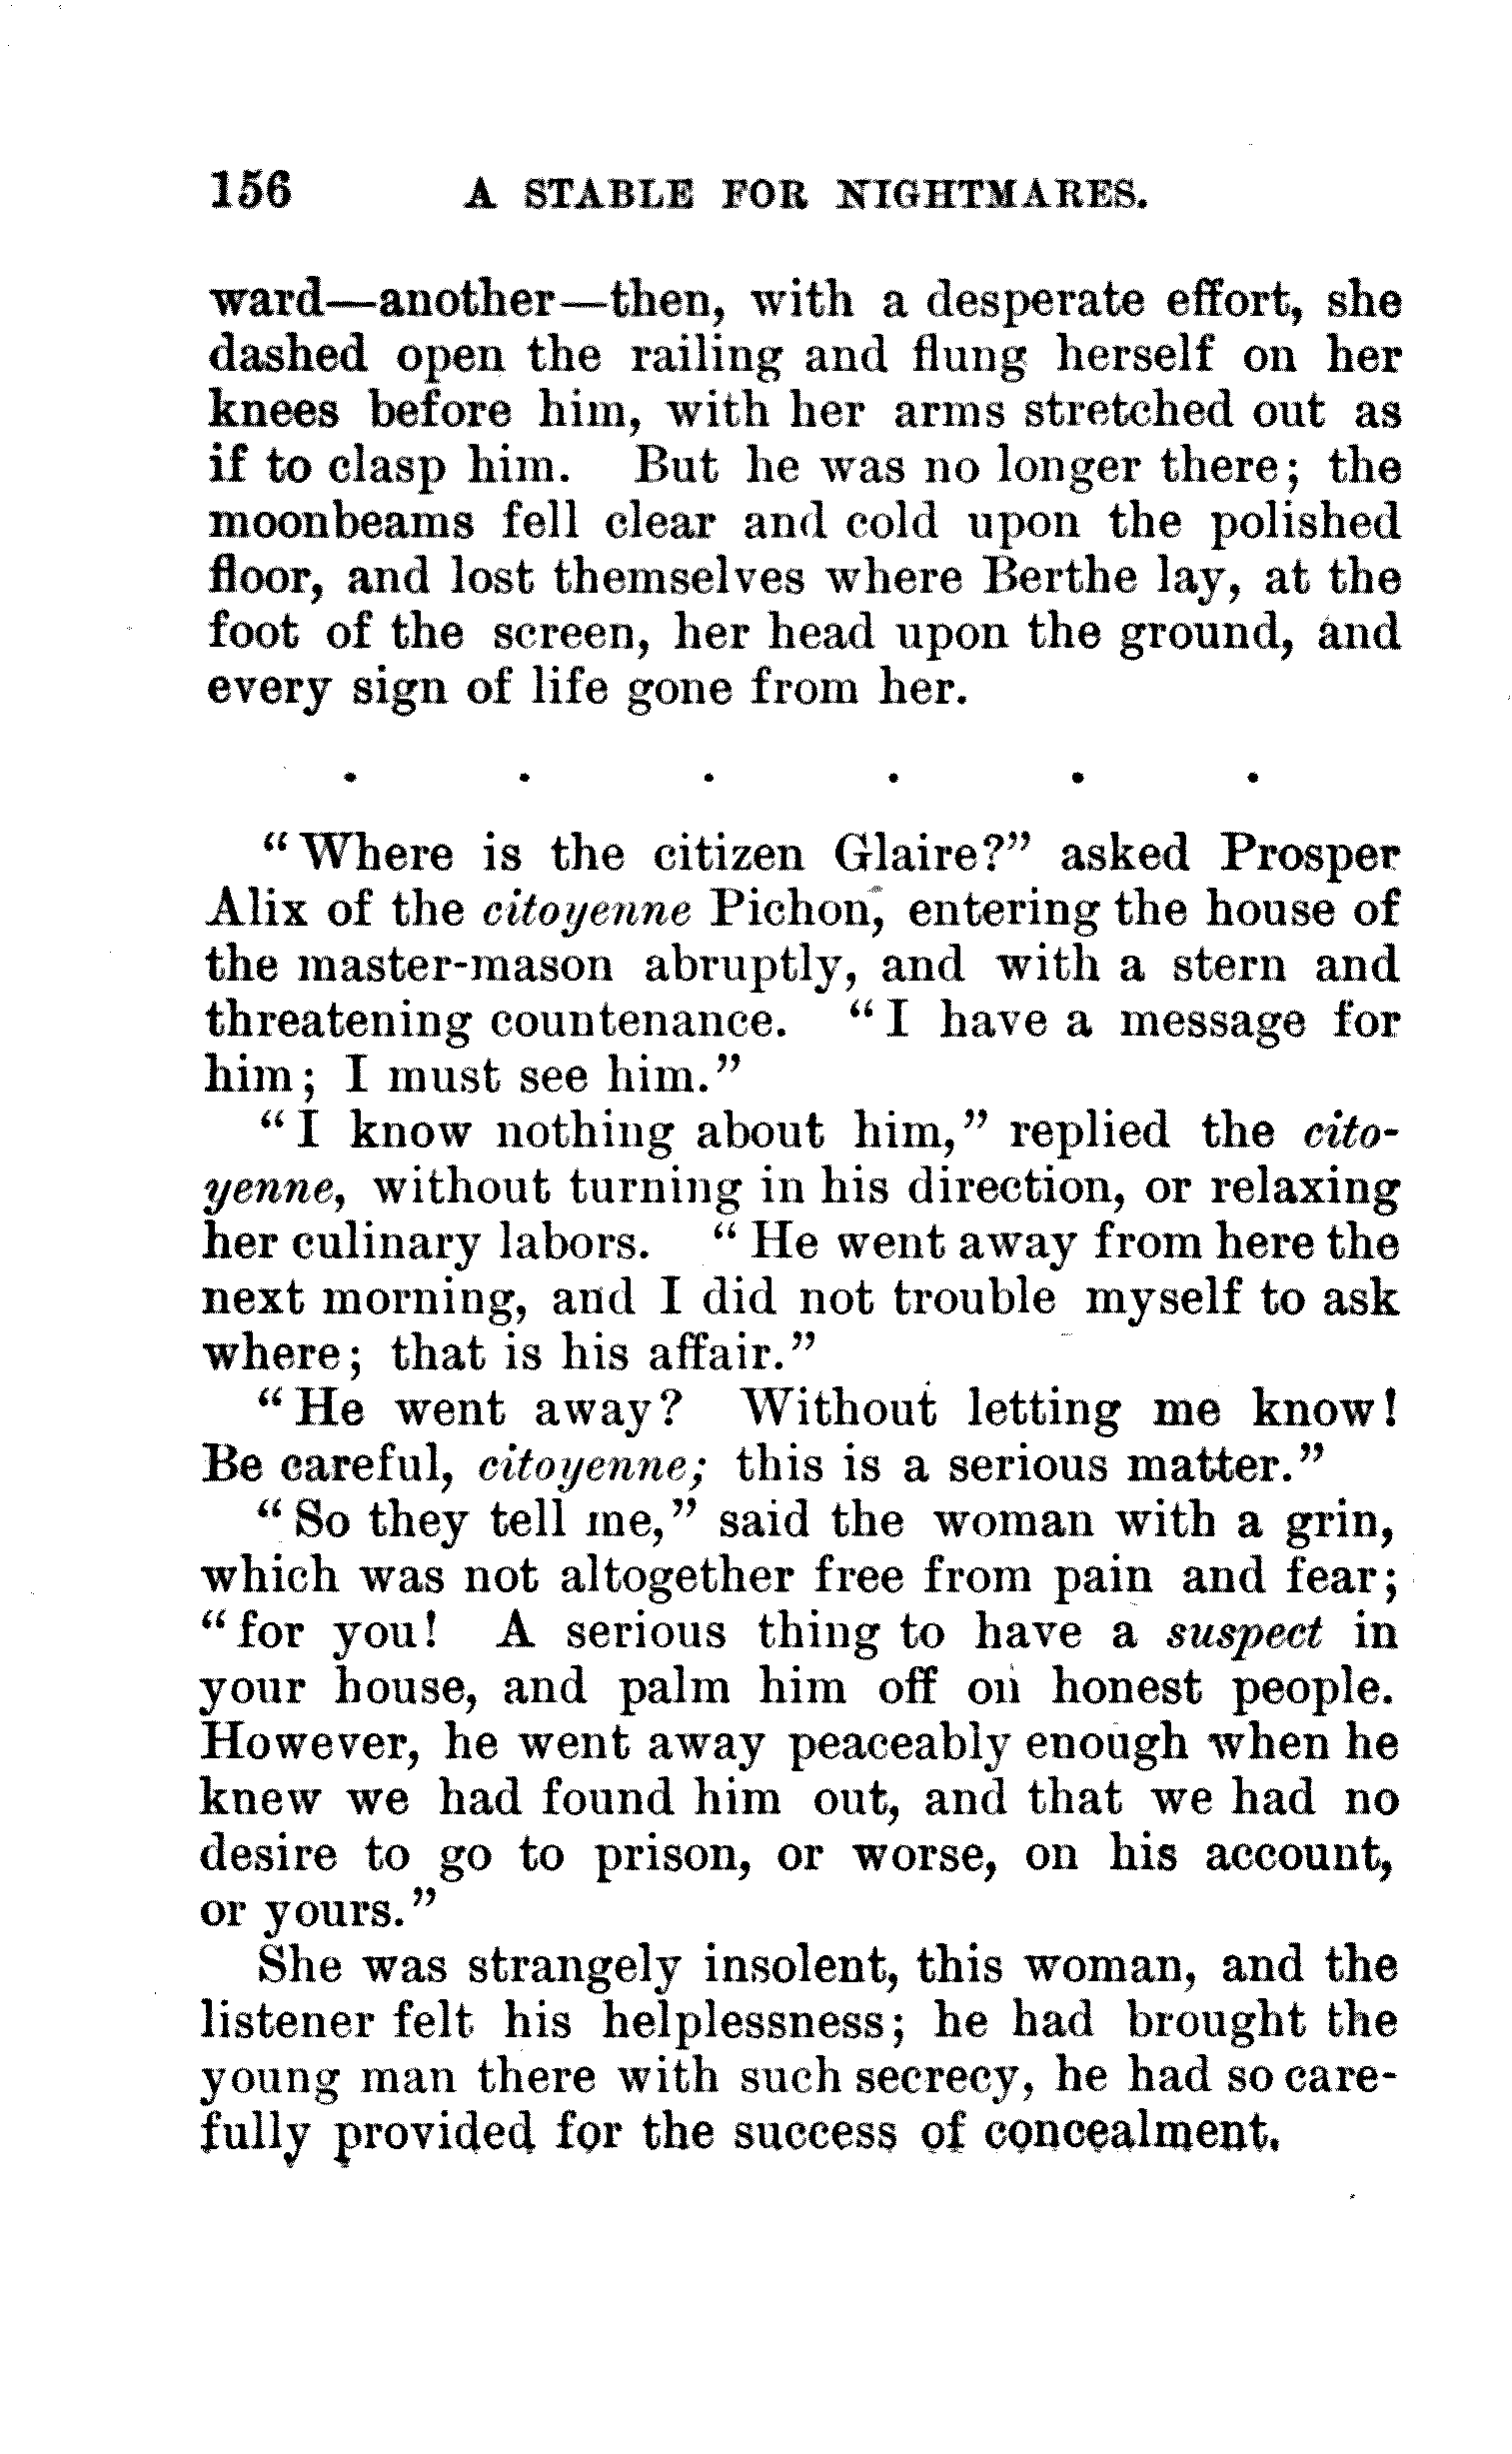 156 A STABLE FOR NIGHTMARES.
ward—another—then, with a desperate effort, she
dashed open the railing and flung herself on her
knees before him, with her arms stretched out as
if to clasp him. But he was no longer there; the
moonbeams fell clear and cold upon the polished
floor, and lost themselves where Berthe lay, at the
foot of the screen, her head upon the ground, and
every sign of life gone from her.
. . . . . .
“Where is the citizen Glaire?” asked Prosper
Alix of the citoyenne Pichon, entering the house of
the master-mason abruptly, and with a stern and
threatening countenance. “I have a message for
him; I must see him.”
“I know nothing about him,” replied the cito-
yenne, without turning in his direction, or relaxing
her culinary labors. “He went away from here the
next morning, and I did not trouble myself to ask
where; that is his affair.”
“He went away? Without letting me know!
Be careful, citoyenne; this is a serious matter.”
“So they tell me,” said the woman with a grin,
which was not altogether free from pain and fear;
“for you! A serious thing to have a suspect in
your house, and palm him off on honest people.
However, he went away peaceably enough when he
knew we had found him out, and that we had no
desire to go to prison, or worse, on his account,
or yours.”
She was strangely insolent, this woman, and the
listener felt his helplessness; he had brought the
young man there with such secrecy, he had so care-
fully provided for the success of concealment.